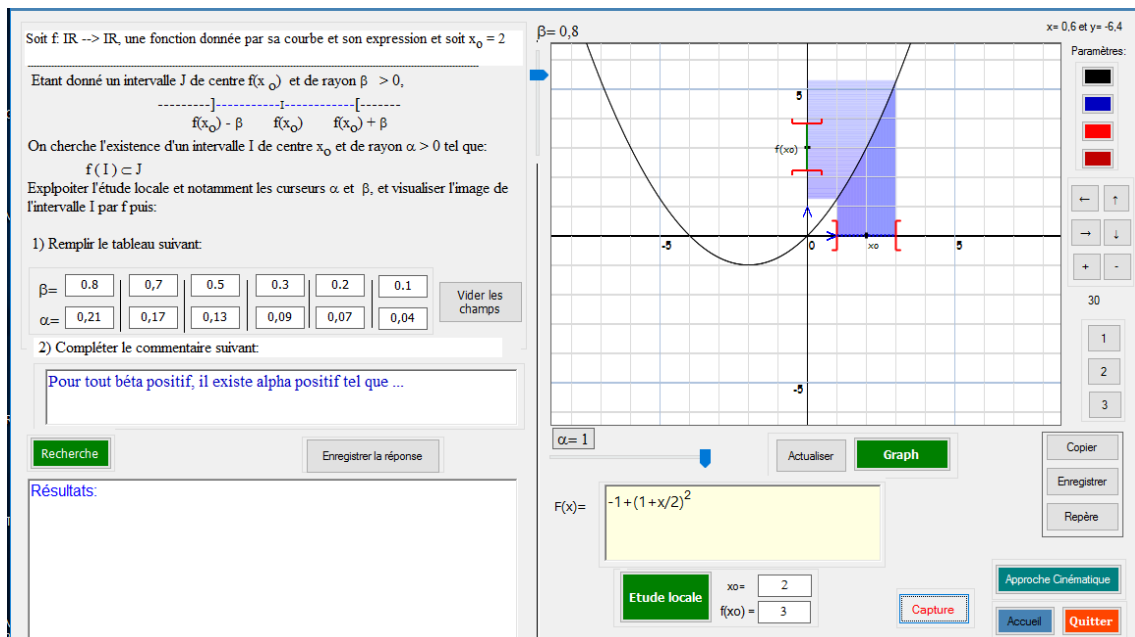 Soit f: IR --> IR, une fonction donnée par sa courbe et son expression et soit xo = 2
Etant donné un intervalle J de centre f(xo) et de rayon β > 0,
---------]-----------I------------[-------
f(xo) - β f(xo) f(xo) + β
On cherche l'existence d'un intervalle I de centre xo et de rayon α > 0 tel que:
f ( I ) ⊂ J
Explpoiter l'étude locale et notamment les curseurs α et β, et visualiser l'image de
l'intervalle I par f puis:
1) Remplir le tableau suivant:
β= 0.8 0,7 0.5 0.3 0.2 0.1
α= 0,21 0,17 0,13 0,09 0,07 0,04
Vider les
champs
2) Compléter le commentaire suivant:
Pour tout béta positif, il existe alpha positif tel que ...
Recherche
Enregistrer la réponse
Résultats:
β= 0,8
x= 0,6 et y= -6,4
5
f(xo)
-5
0
xo
5
-5
Paramètres:
← ↑
→ ↓
+ -
30
1
2
3
α= 1
Actualiser
Graph
F(x)=
-1+(1+x/2)²
Copier
Enregistrer
Repère
Etude locale
xo= 2
f(xo) = 3
Capture
Approche Cinématique
Accueil
Quitter